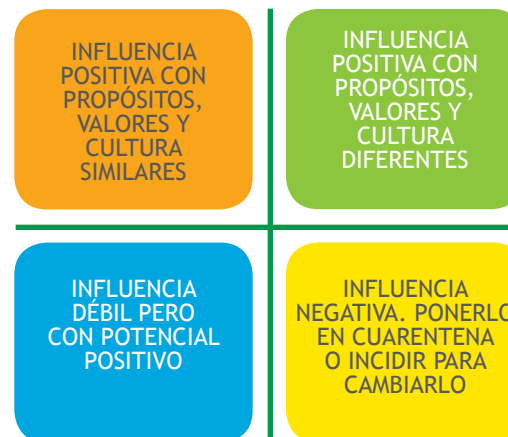 INFLUENCIA
POSITIVA CON
PROPÓSITOS,
VALORES Y
CULTURA
SIMILARES
INFLUENCIA
POSITIVA CON
PROPÓSITOS,
VALORES Y
CULTURA
DIFERENTES
INFLUENCIA
DÉBIL PERO
CON POTENCIAL
POSITIVO
INFLUENCIA
NEGATIVA. PONERLO
EN CUARENTENA
O INCIDIR PARA
CAMBIARLO